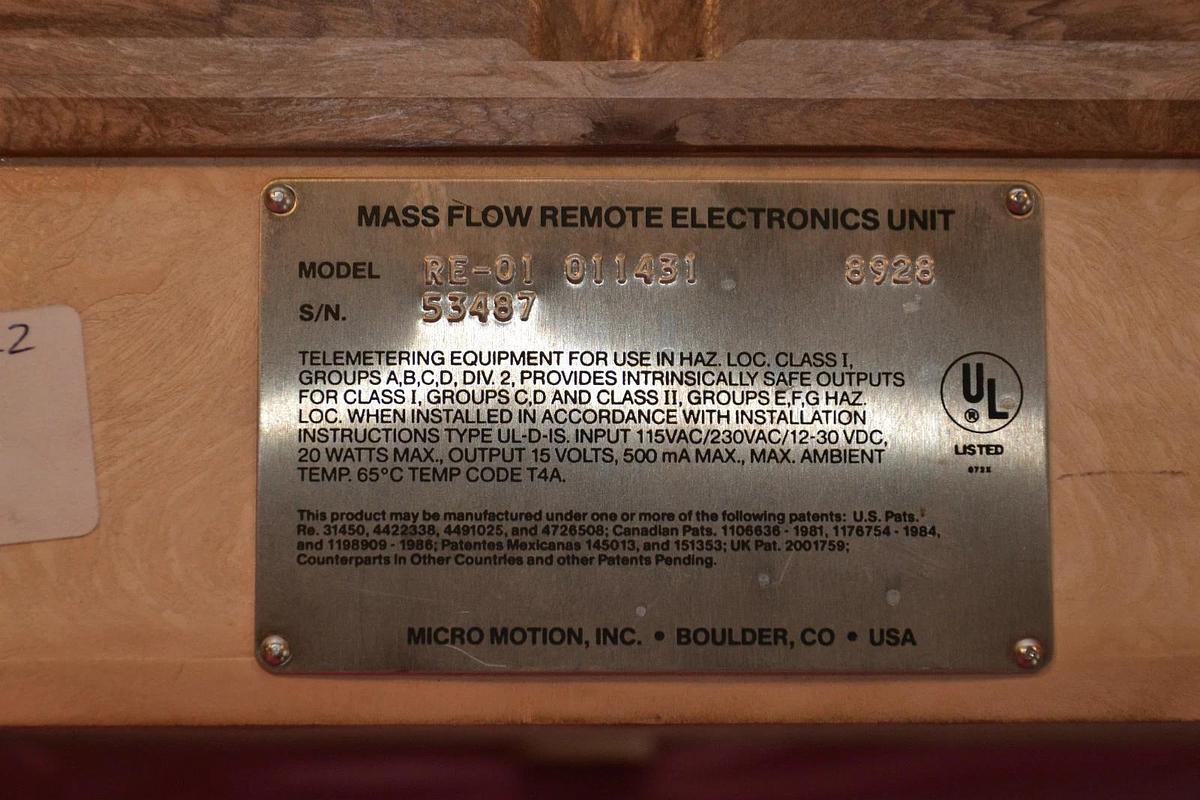 MASS FLOW REMOTE ELECTRONICS UNIT
MODEL RE-01 011431 8928
S/N. 53487
TELEMETERING EQUIPMENT FOR USE IN HAZ. LOC. CLASS I,
GROUPS A,B,C,D, DIV. 2, PROVIDES INTRINSICALLY SAFE OUTPUTS
FOR CLASS I, GROUPS C,D AND CLASS II, GROUPS E,F,G HAZ.
LOC. WHEN INSTALLED IN ACCORDANCE WITH INSTALLATION
INSTRUCTIONS TYPE UL-D-IS. INPUT 115VAC/230VAC/12-30 VDC,
20 WATTS MAX., OUTPUT 15 VOLTS, 500 mA MAX., MAX. AMBIENT
TEMP. 65°C TEMP CODE T4A.
UL ®
LISTED
This product may be manufactured under one or more of the following patents: U.S. Pats.
Re. 31450, 4422338, 4491025, and 4726508; Canadian Pats. 1106636 - 1981, 1176754 - 1984,
and 1198909 - 1986; Patentes Mexicanas 145013, and 151353; UK Pat. 2001759;
Counterparts in Other Countries and other Patents Pending.
MICRO MOTION, INC. • BOULDER, CO • USA